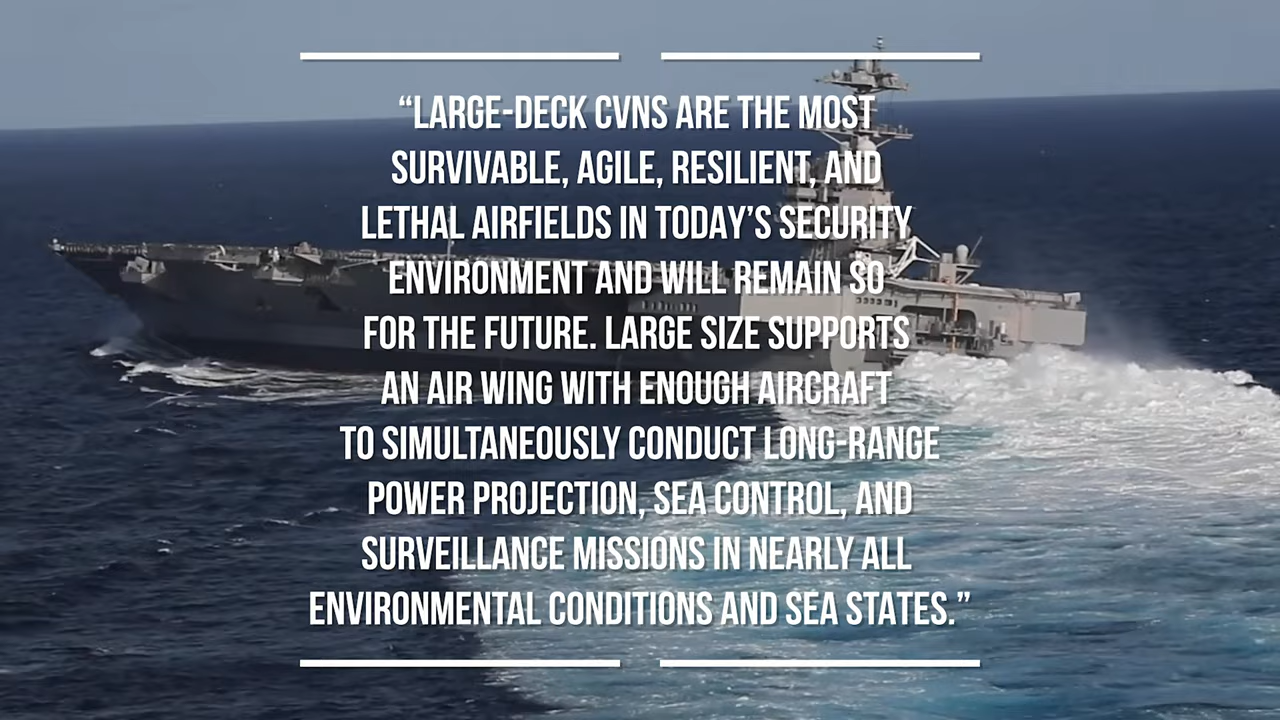 “LARGE-DECK CVNS ARE THE MOST
SURVIVABLE, AGILE, RESILIENT, AND
LETHAL AIRFIELDS IN TODAY’S SECURITY
ENVIRONMENT AND WILL REMAIN SO
FOR THE FUTURE. LARGE SIZE SUPPORTS
AN AIR WING WITH ENOUGH AIRCRAFT
TO SIMULTANEOUSLY CONDUCT LONG-RANGE
POWER PROJECTION, SEA CONTROL, AND
SURVEILLANCE MISSIONS IN NEARLY ALL
ENVIRONMENTAL CONDITIONS AND SEA STATES.”